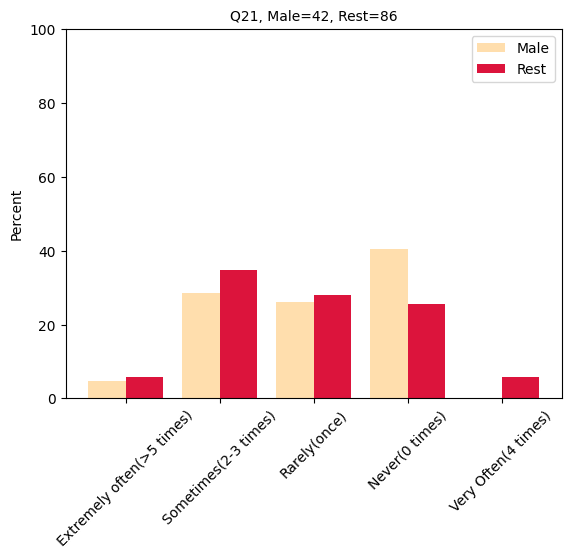 Q21, Male=42, Rest=86
100
80
60
40
20
0
Percent
Male
Rest
Extremely often(>5 times)
Sometimes(2-3 times)
Rarely(once)
Never(0 times)
Very Often(4 times)